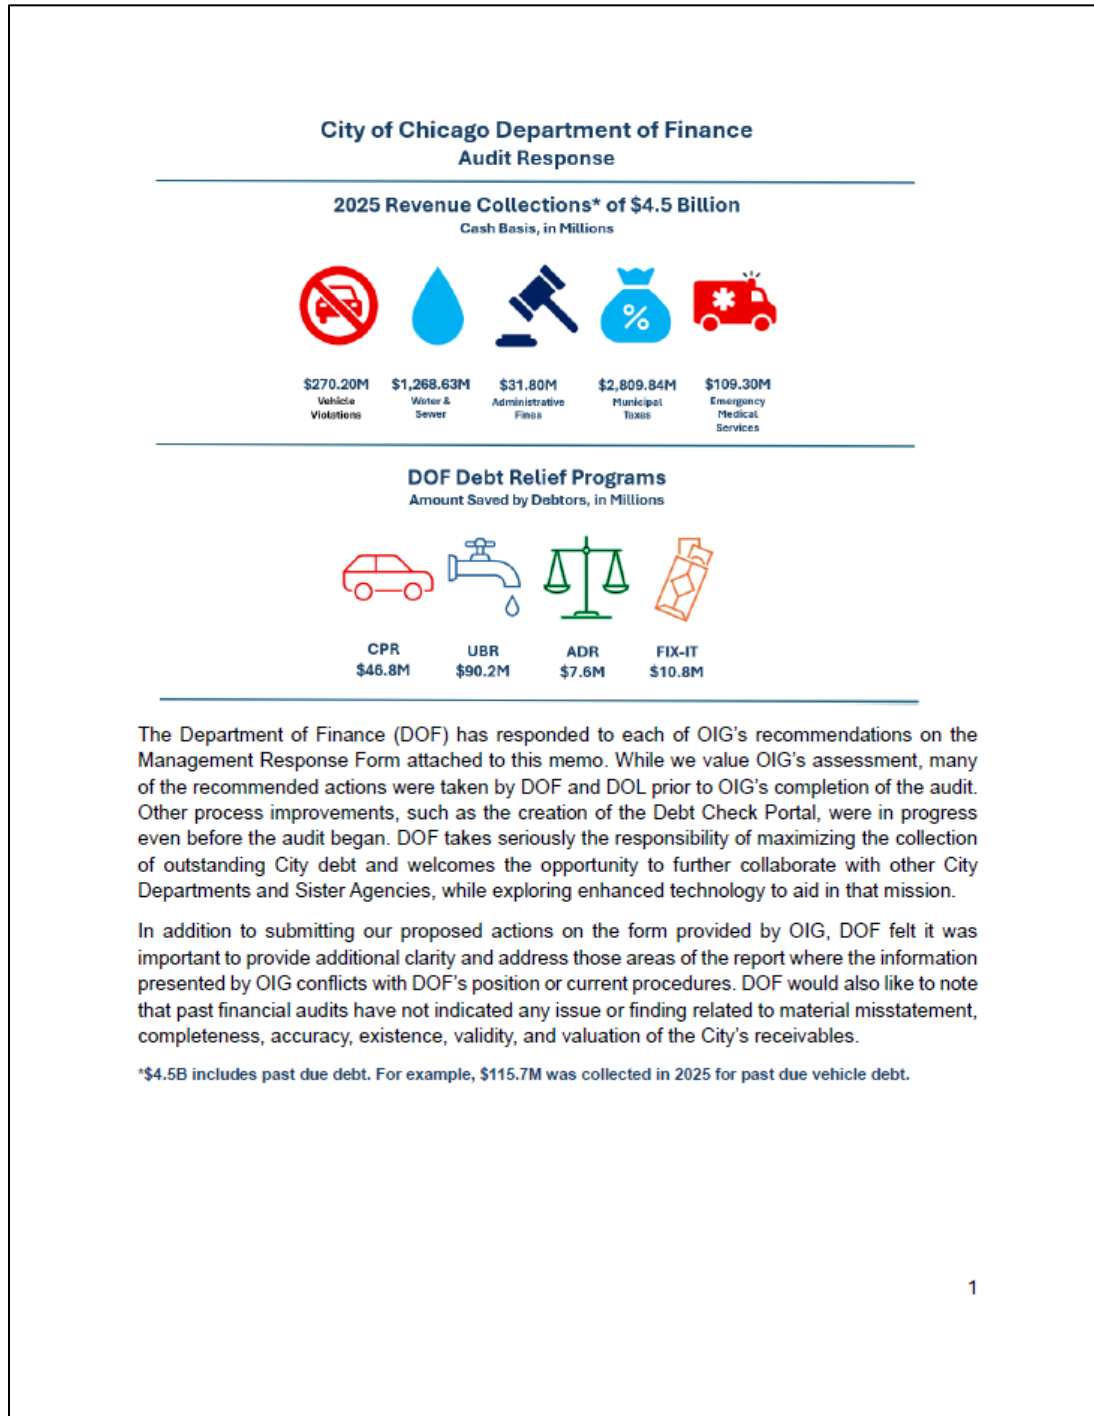 City of Chicago Department of Finance
Audit Response
2025 Revenue Collections* of $4.5 Billion
Cash Basis, in Millions
%
$270.20M
Vehicle
Violations
$1,268.63M
Water &
Sewer
$31.80M
Administrative
Fines
$2,809.84M
Municipal
Taxes
$109.30M
Emergency
Medical
Services
DOF Debt Relief Programs
Amount Saved by Debtors, in Millions
CPR
$46.8M
UBR
$90.2M
ADR
$7.6M
FIX-IT
$10.8M
The Department of Finance (DOF) has responded to each of OIG's recommendations on the
Management Response Form attached to this memo. While we value OIG's assessment, many
of the recommended actions were taken by DOF and DOL prior to OIG's completion of the audit.
Other process improvements, such as the creation of the Debt Check Portal, were in progress
even before the audit began. DOF takes seriously the responsibility of maximizing the collection
of outstanding City debt and welcomes the opportunity to further collaborate with other City
Departments and Sister Agencies, while exploring enhanced technology to aid in that mission.
In addition to submitting our proposed actions on the form provided by OIG, DOF felt it was
important to provide additional clarity and address those areas of the report where the information
presented by OIG conflicts with DOF's position or current procedures. DOF would also like to note
that past financial audits have not indicated any issue or finding related to material misstatement,
completeness, accuracy, existence, validity, and valuation of the City's receivables.
*$4.5B includes past due debt. For example, $115.7M was collected in 2025 for past due vehicle debt.
1